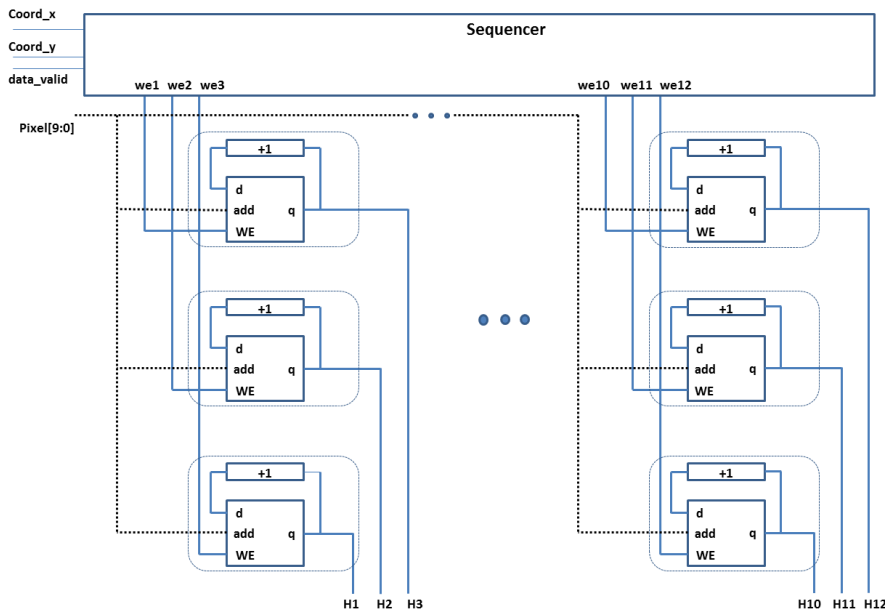 Coord_x
Sequencer
Coord_y
data_valid
we1 we2 we3
we10 we11 we12
Pixel[9:0]
+1
d
add q
WE
+1
d
add q
WE
+1
d
add q
WE
+1
d
add q
WE
+1
d
add q
WE
+1
d
add q
WE
H1 H2 H3
H10 H11 H12